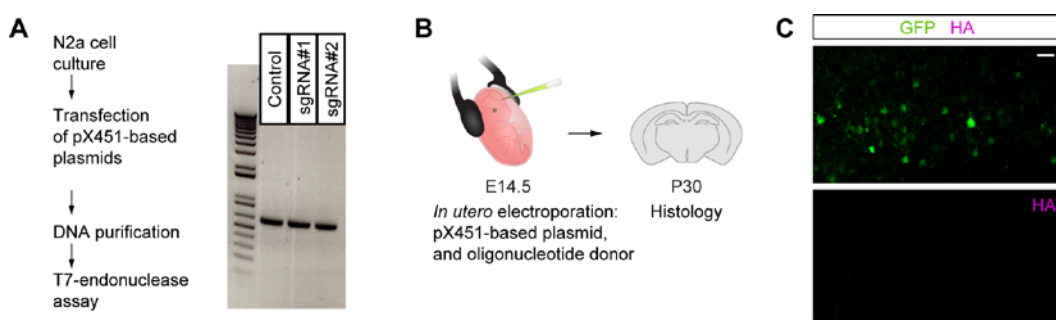 A
N2a cell
culture
Transfection
of pX451-based
plasmids
DNA purification
T7-endonuclease
assay
Control
sgRNA#1
sgRNA#2
B
E14.5
In utero electroporation:
pX451-based plasmid,
and oligonucleotide donor
P30
Histology
C
GFP HA
HA